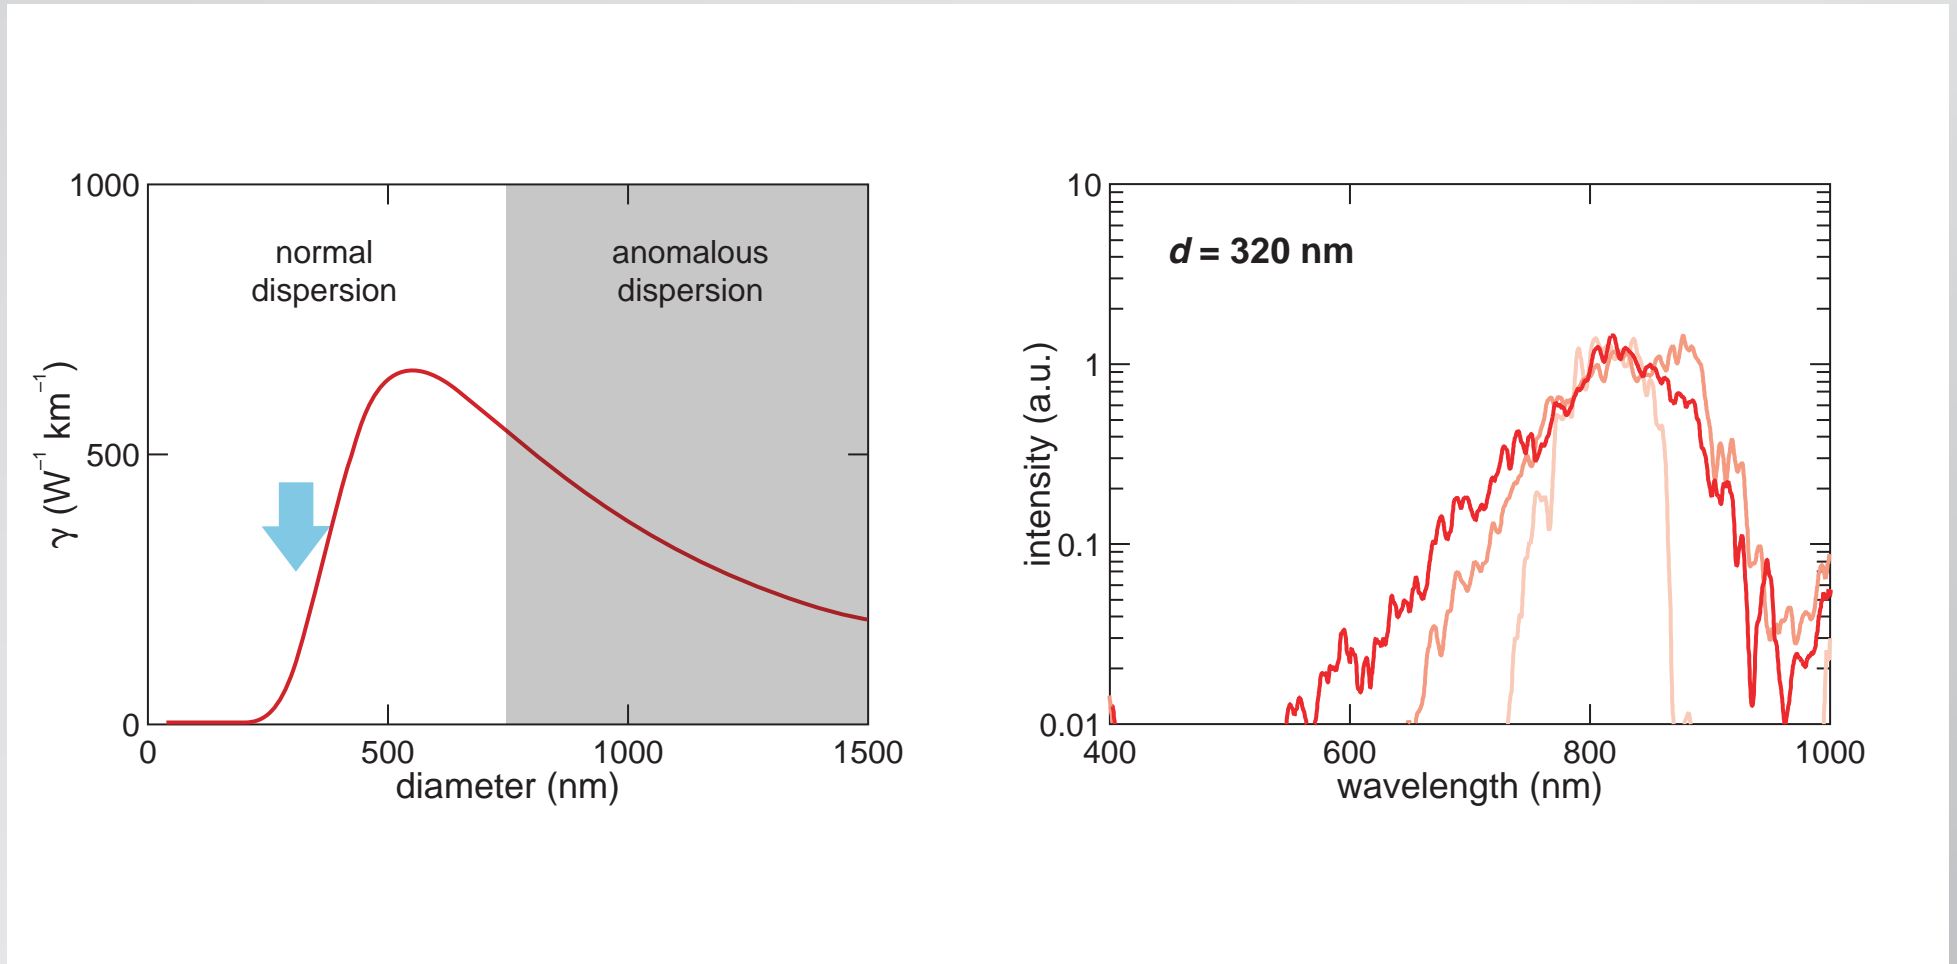 1000
500
0
γ (W⁻¹ km⁻¹)
normal
dispersion
anomalous
dispersion
0
500
1000
1500
diameter (nm)
10
1
0.1
0.01
intensity (a.u.)
d = 320 nm
400
600
800
1000
wavelength (nm)